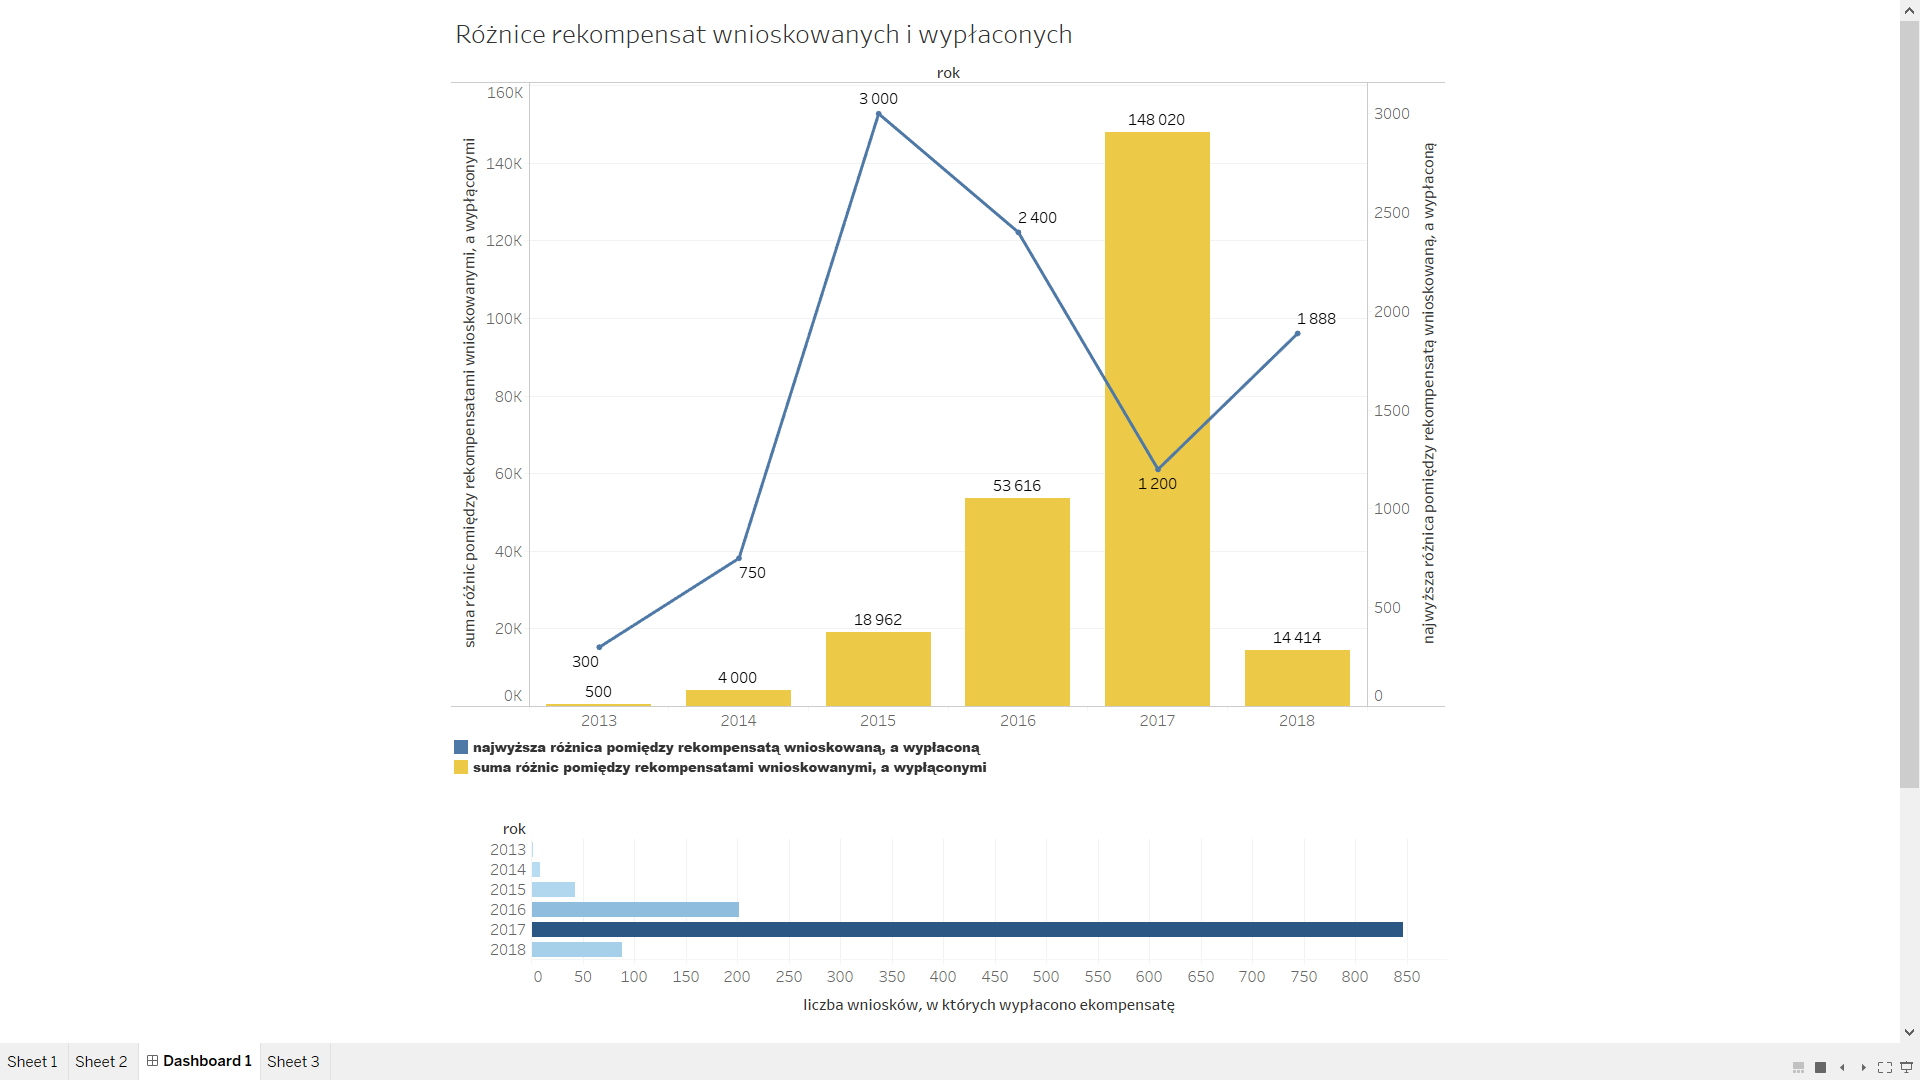 Różnice rekompensat wnioskowanych i wypłaconych
rok
suma różnic pomiędzy rekompensatami wnioskowanymi, a wypłąconymi
160K
140K
120K
100K
80K
60K
40K
20K
0K
3 000
148 020
2 400
1 888
53 616
1 200
750
18 962
14 414
300
4 000
500
3000
2500
2000
1500
1000
500
0
najwyższa różnica pomiędzy rekompensatą wnioskowaną, a wypłaconą
2013 2014 2015 2016 2017 2018
najwyższa różnica pomiędzy rekompensatą wnioskowaną, a wypłaconą
suma różnic pomiędzy rekompensatami wnioskowanymi, a wypłąconymi
rok
2013
2014
2015
2016
2017
2018
0 50 100 150 200 250 300 350 400 450 500 550 600 650 700 750 800 850
liczba wniosków, w których wypłacono ekompensatę
Sheet 1 Sheet 2 Dashboard 1 Sheet 3